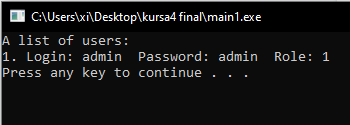 C:\Users\xi\Desktop\kursa4 final\main1.exe
A list of users:
1. Login: admin  Password: admin  Role: 1
Press any key to continue . . .